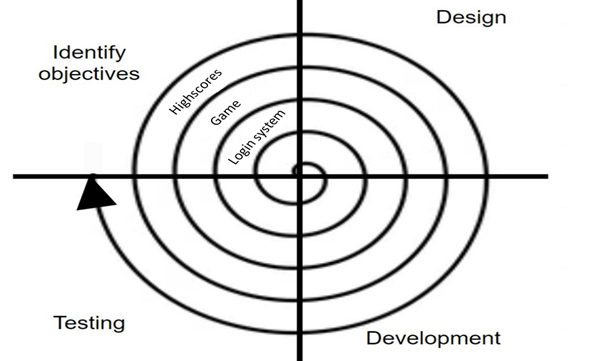 Design
Identify
objectives
Highscores
Game
Login system
Testing
Development